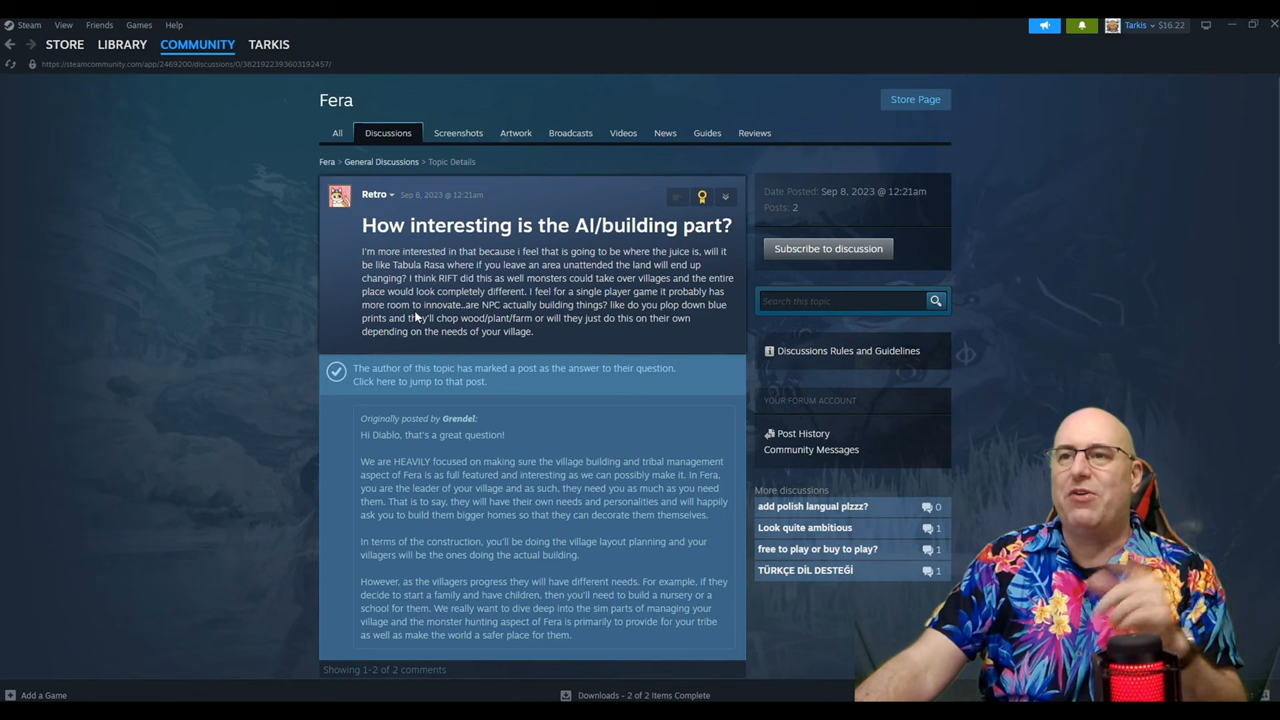 Steam View Friends Games Help
Tarkis $16.22
STORE LIBRARY COMMUNITY TARKIS
https://steamcommunity.com/app/2469200/discussions/0/3821922393603192457/
Fera
Store Page
All Discussions Screenshots Artwork Broadcasts Videos News Guides Reviews
Fera > General Discussions > Topic Details
Retro Sep 8, 2023 @ 12:21am
How interesting is the AI/building part?
I'm more interested in that because i feel that is going to be where the juice is, will it
be like Tabula Rasa where if you leave an area unattended the land will end up
changing? I think RIFT did this as well monsters could take over villages and the entire
place would look completely different. I feel for a single player game it probably has
more room to innovate..are NPC actually building things? like do you plop down blue
prints and they'll chop wood/plant/farm or will they just do this on their own
depending on the needs of your village.
The author of this topic has marked a post as the answer to their question.
Click here to jump to that post.
Originally posted by Grendel:
Hi Diablo, that's a great question!
We are HEAVILY focused on making sure the village building and tribal management
aspect of Fera is as full featured and interesting as we can possibly make it. In Fera,
you are the leader of your village and as such, they need you as much as you need
them. That is to say, they will have their own needs and personalities and will happily
ask you to build them bigger homes so that they can decorate them themselves.
In terms of the construction, you'll be doing the village layout planning and your
villagers will be the ones doing the actual building.
However, as the villagers progress they will have different needs. For example, if they
decide to start a family and have children, then you'll need to build a nursery or a
school for them. We really want to dive deep into the sim parts of managing your
village and the monster hunting aspect of Fera is primarily to provide for your tribe
as well as make the world a safer place for them.
Showing 1-2 of 2 comments
Date Posted: Sep 8, 2023 @ 12:21am
Posts: 2
Subscribe to discussion
Search this topic
Discussions Rules and Guidelines
YOUR FORUM ACCOUNT
Post History
Community Messages
More discussions
add polish langual plzzz? 0
Look quite ambitious 1
free to play or buy to play? 1
TÜRKÇE DİL DESTEĞİ 1
Add a Game
Downloads - 2 of 2 Items Complete